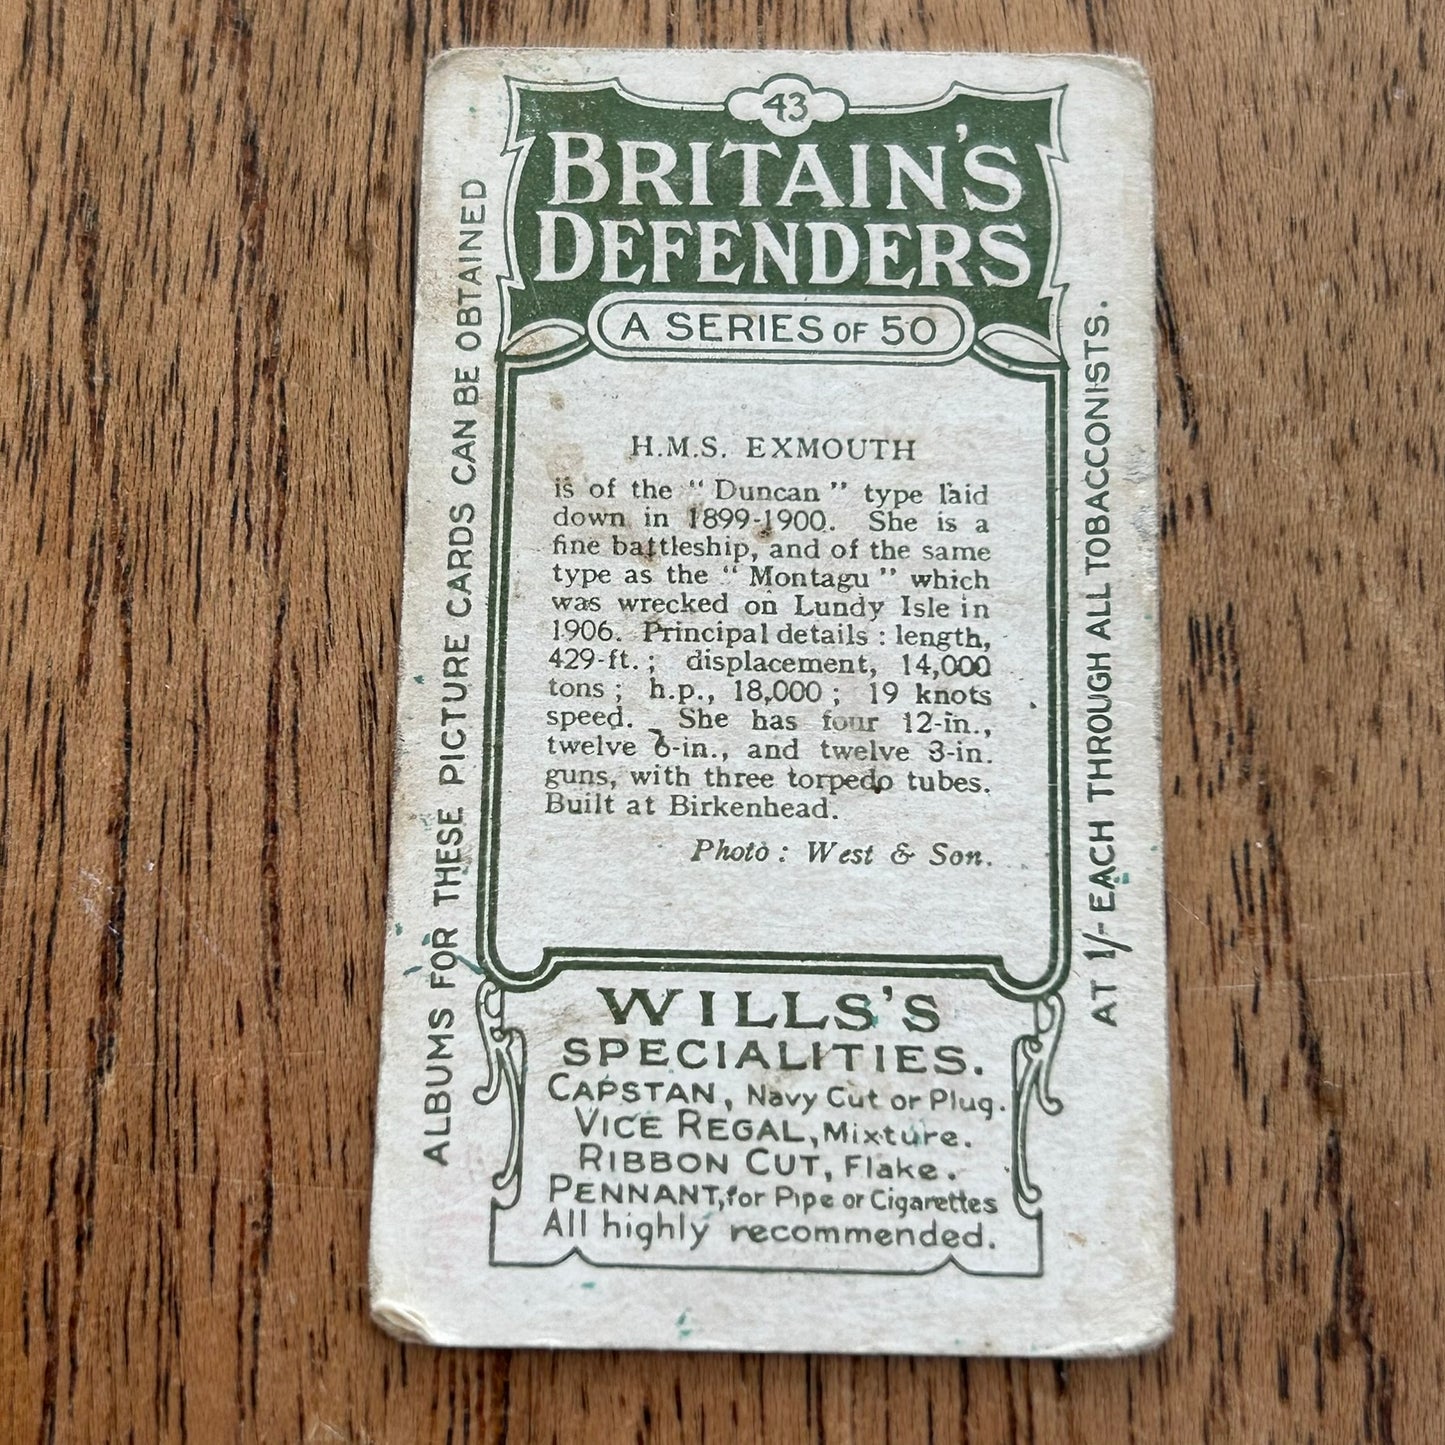 43
BRITAIN'S
DEFENDERS
A SERIES OF 50
H.M.S. EXMOUTH
is of the "Duncan" type laid
down in 1899-1900. She is a
fine battleship, and of the same
type as the "Montagu" which
was wrecked on Lundy Isle in
1906. Principal details : length,
429-ft. ; displacement, 14,000
tons ; h.p., 18,000 ; 19 knots
speed. She has four 12-in.,
twelve 6-in., and twelve 3-in.
guns, with three torpedo tubes.
Built at Birkenhead.
Photo : West & Son.
WILLS'S
SPECIALITIES.
CAPSTAN, Navy Cut or Plug.
VICE REGAL, Mixture.
RIBBON CUT, Flake.
PENNANT, for Pipe or Cigarettes
All highly recommended.
ALBUMS FOR THESE PICTURE CARDS CAN BE OBTAINED
AT 1/- EACH THROUGH ALL TOBACCONISTS.